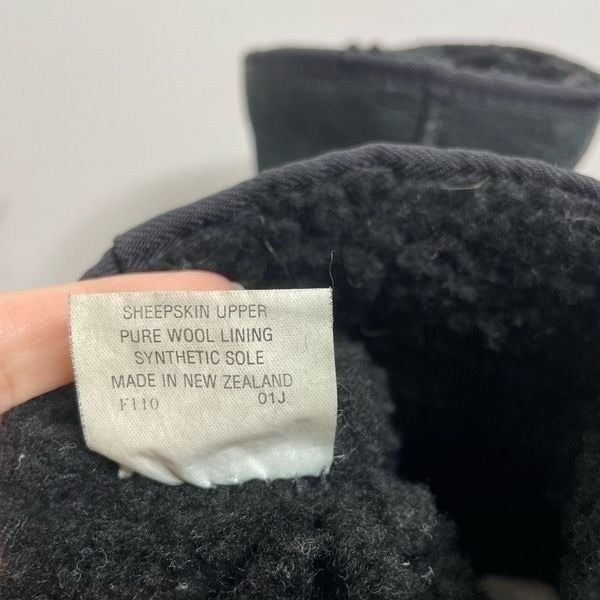 SHEEPSKIN UPPER
PURE WOOL LINING
SYNTHETIC SOLE
MADE IN NEW ZEALAND
F110 01J